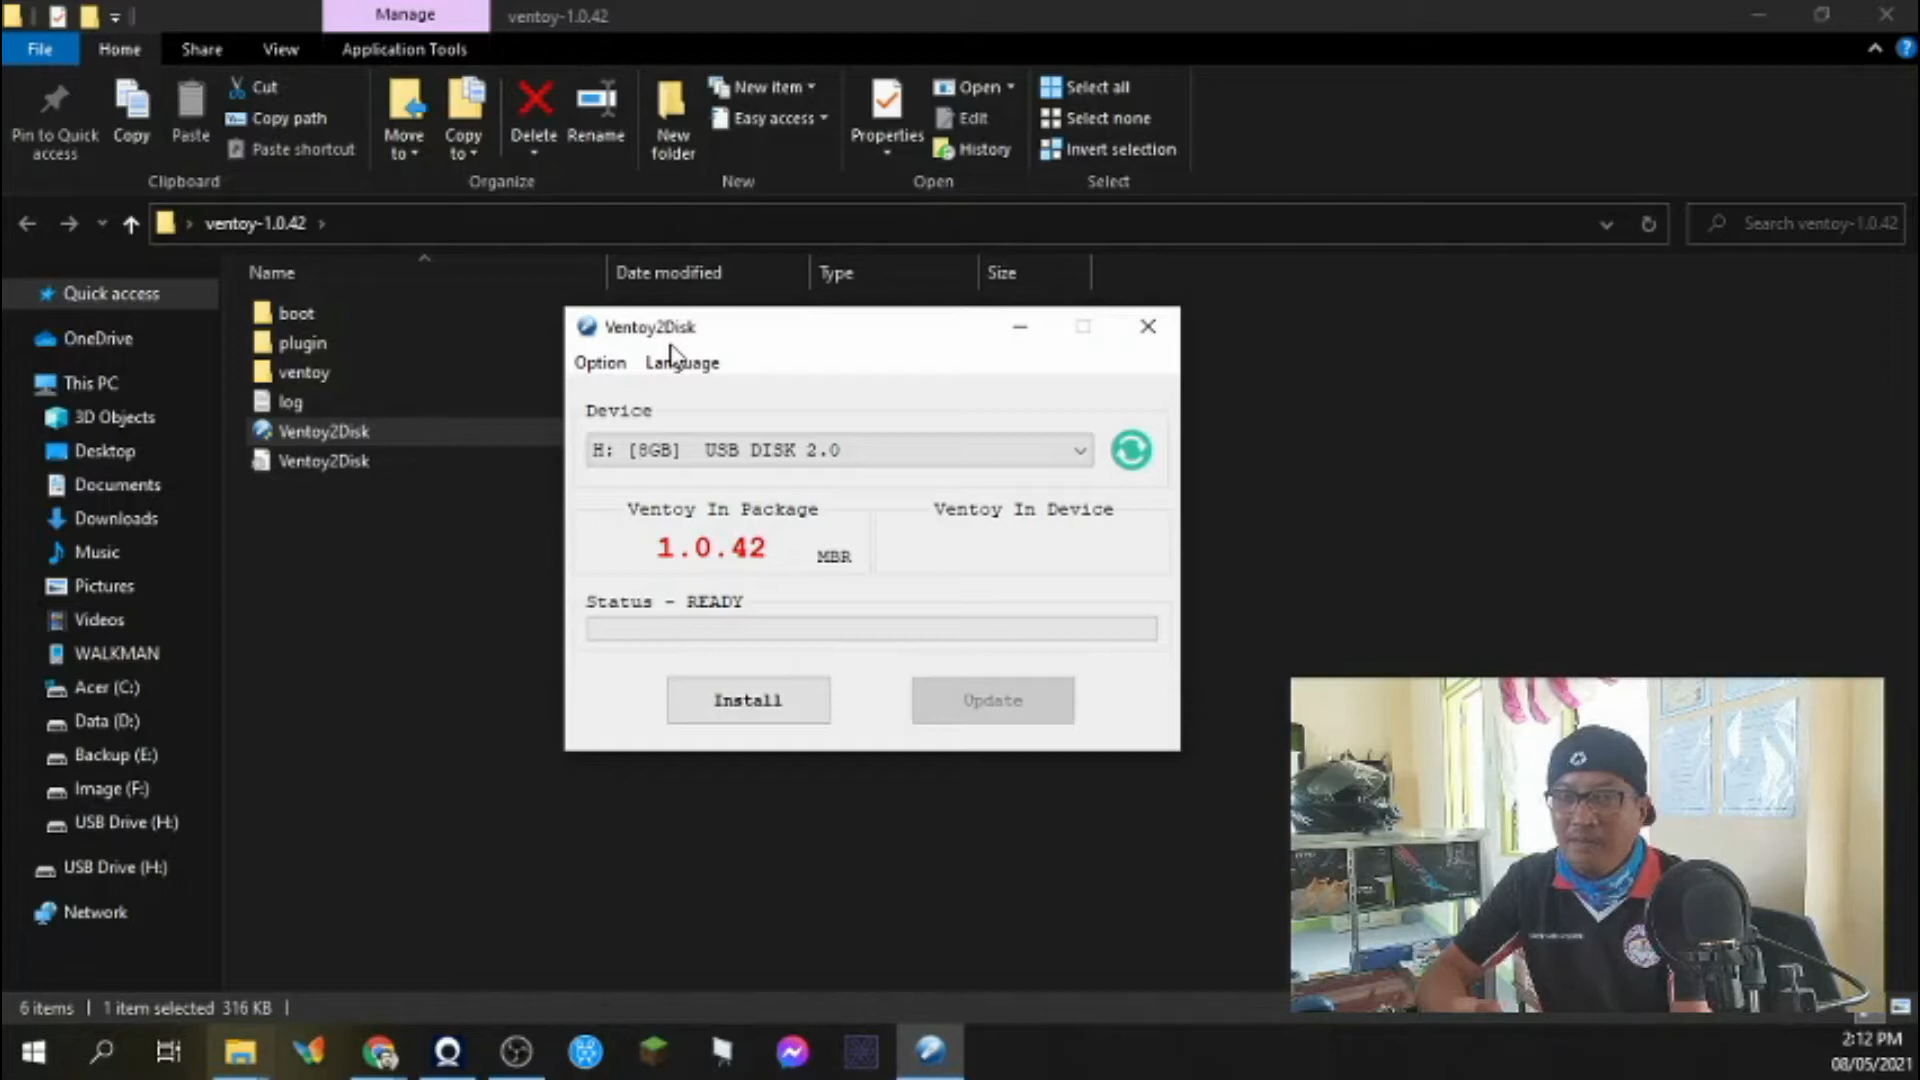 Manage
ventoy-1.0.42
File
Home
Share
View
Application Tools
Pin to Quick access
Copy
Paste
Cut
Copy path
Paste shortcut
Clipboard
Move to
Copy to
Delete
Rename
Organize
New folder
New item
Easy access
New
Properties
Open
Edit
History
Open
Select all
Select none
Invert selection
Select
ventoy-1.0.42
Search ventoy-1.0.42
Name
Date modified
Type
Size
Quick access
OneDrive
This PC
3D Objects
Desktop
Documents
Downloads
Music
Pictures
Videos
WALKMAN
Acer (C:)
Data (D:)
Backup (E:)
Image (F:)
USB Drive (H:)
USB Drive (H:)
Network
boot
plugin
ventoy
log
Ventoy2Disk
Ventoy2Disk
Ventoy2Disk
Option
Language
Device
H: [8GB] USB DISK 2.0
Ventoy In Package
1.0.42
MBR
Ventoy In Device
Status - READY
Install
Update
6 items
1 item selected 316 KB
2:12 PM
08/05/2021